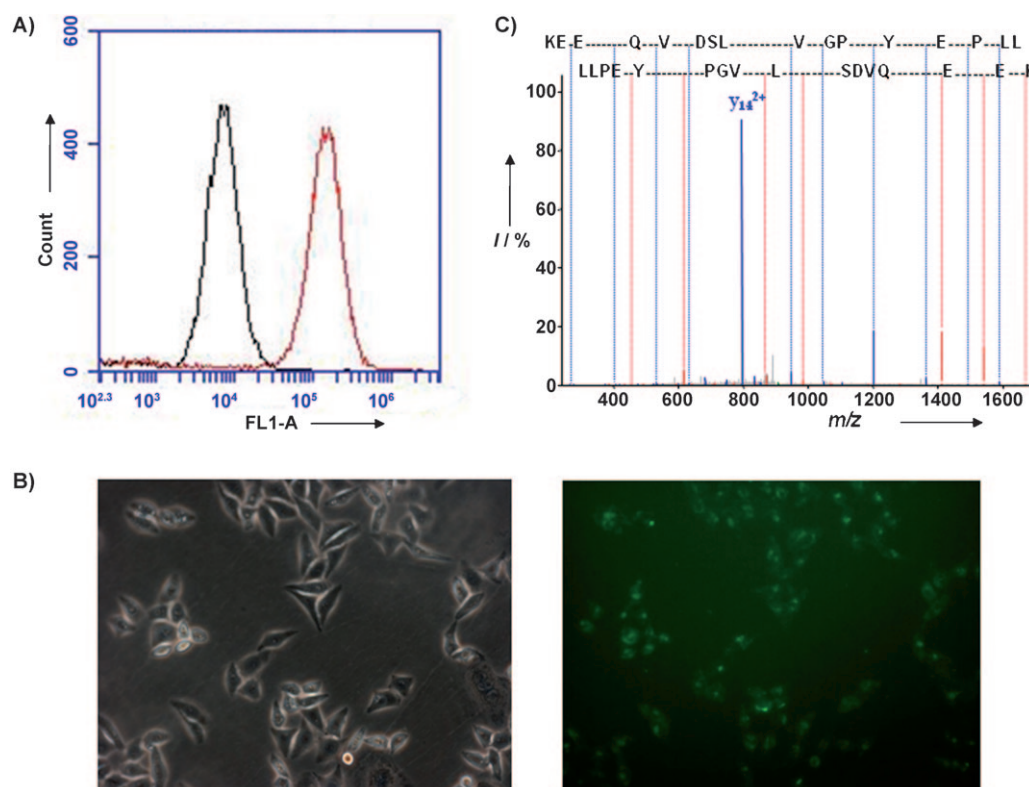 A)
600
400
200
0
Count
10^2.3 10^3 10^4 10^5 10^6
FL1-A
C)
KE E Q V DSL V GP Y E P LL
LLPE Y PGV L SDVQ E E
y14^2+
100
80
60
40
20
0
I / %
400 600 800 1000 1200 1400 1600
m/z
B)